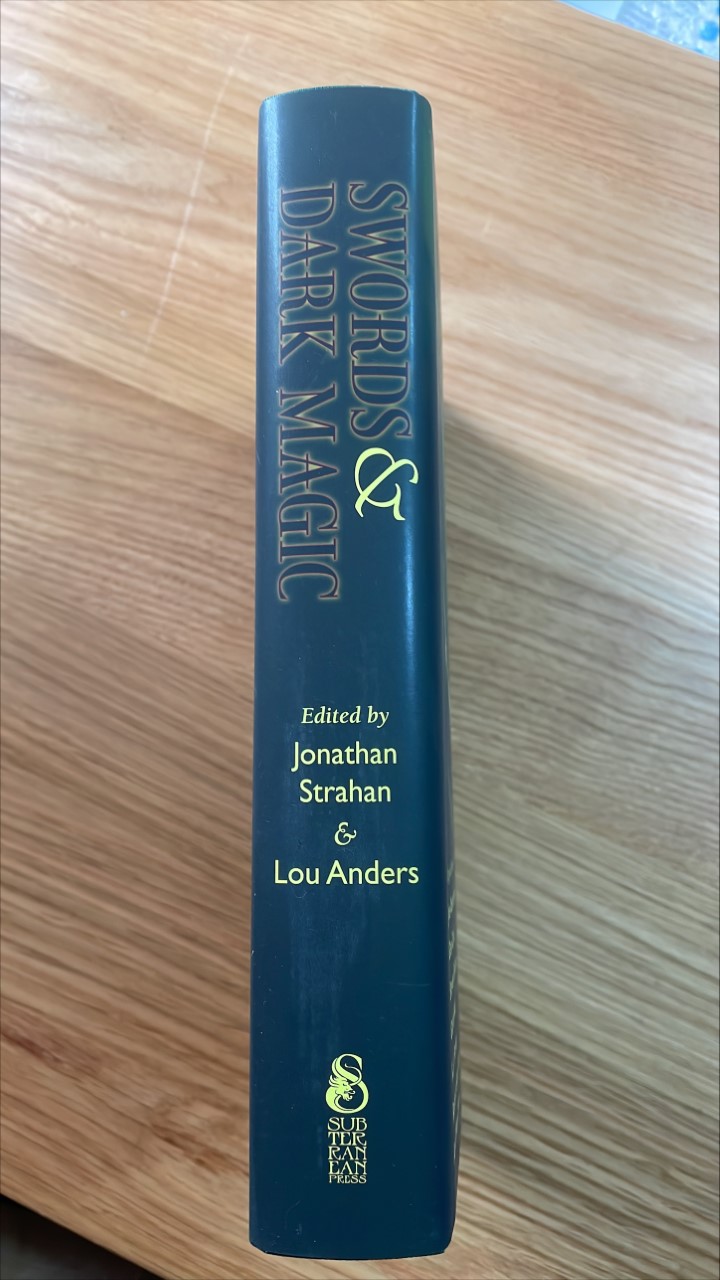 SWORDS &
DARK MAGIC
Edited by
Jonathan
Strahan
&
Lou Anders
S
SUB
TER
RAN
EAN
PRESS